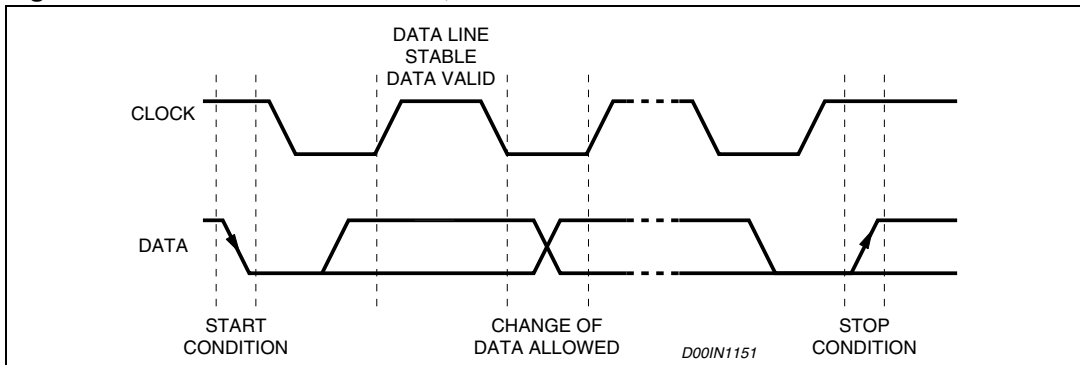 DATA LINE
STABLE
DATA VALID
CLOCK
DATA
START
CONDITION
CHANGE OF
DATA ALLOWED
D00IN1151
STOP
CONDITION